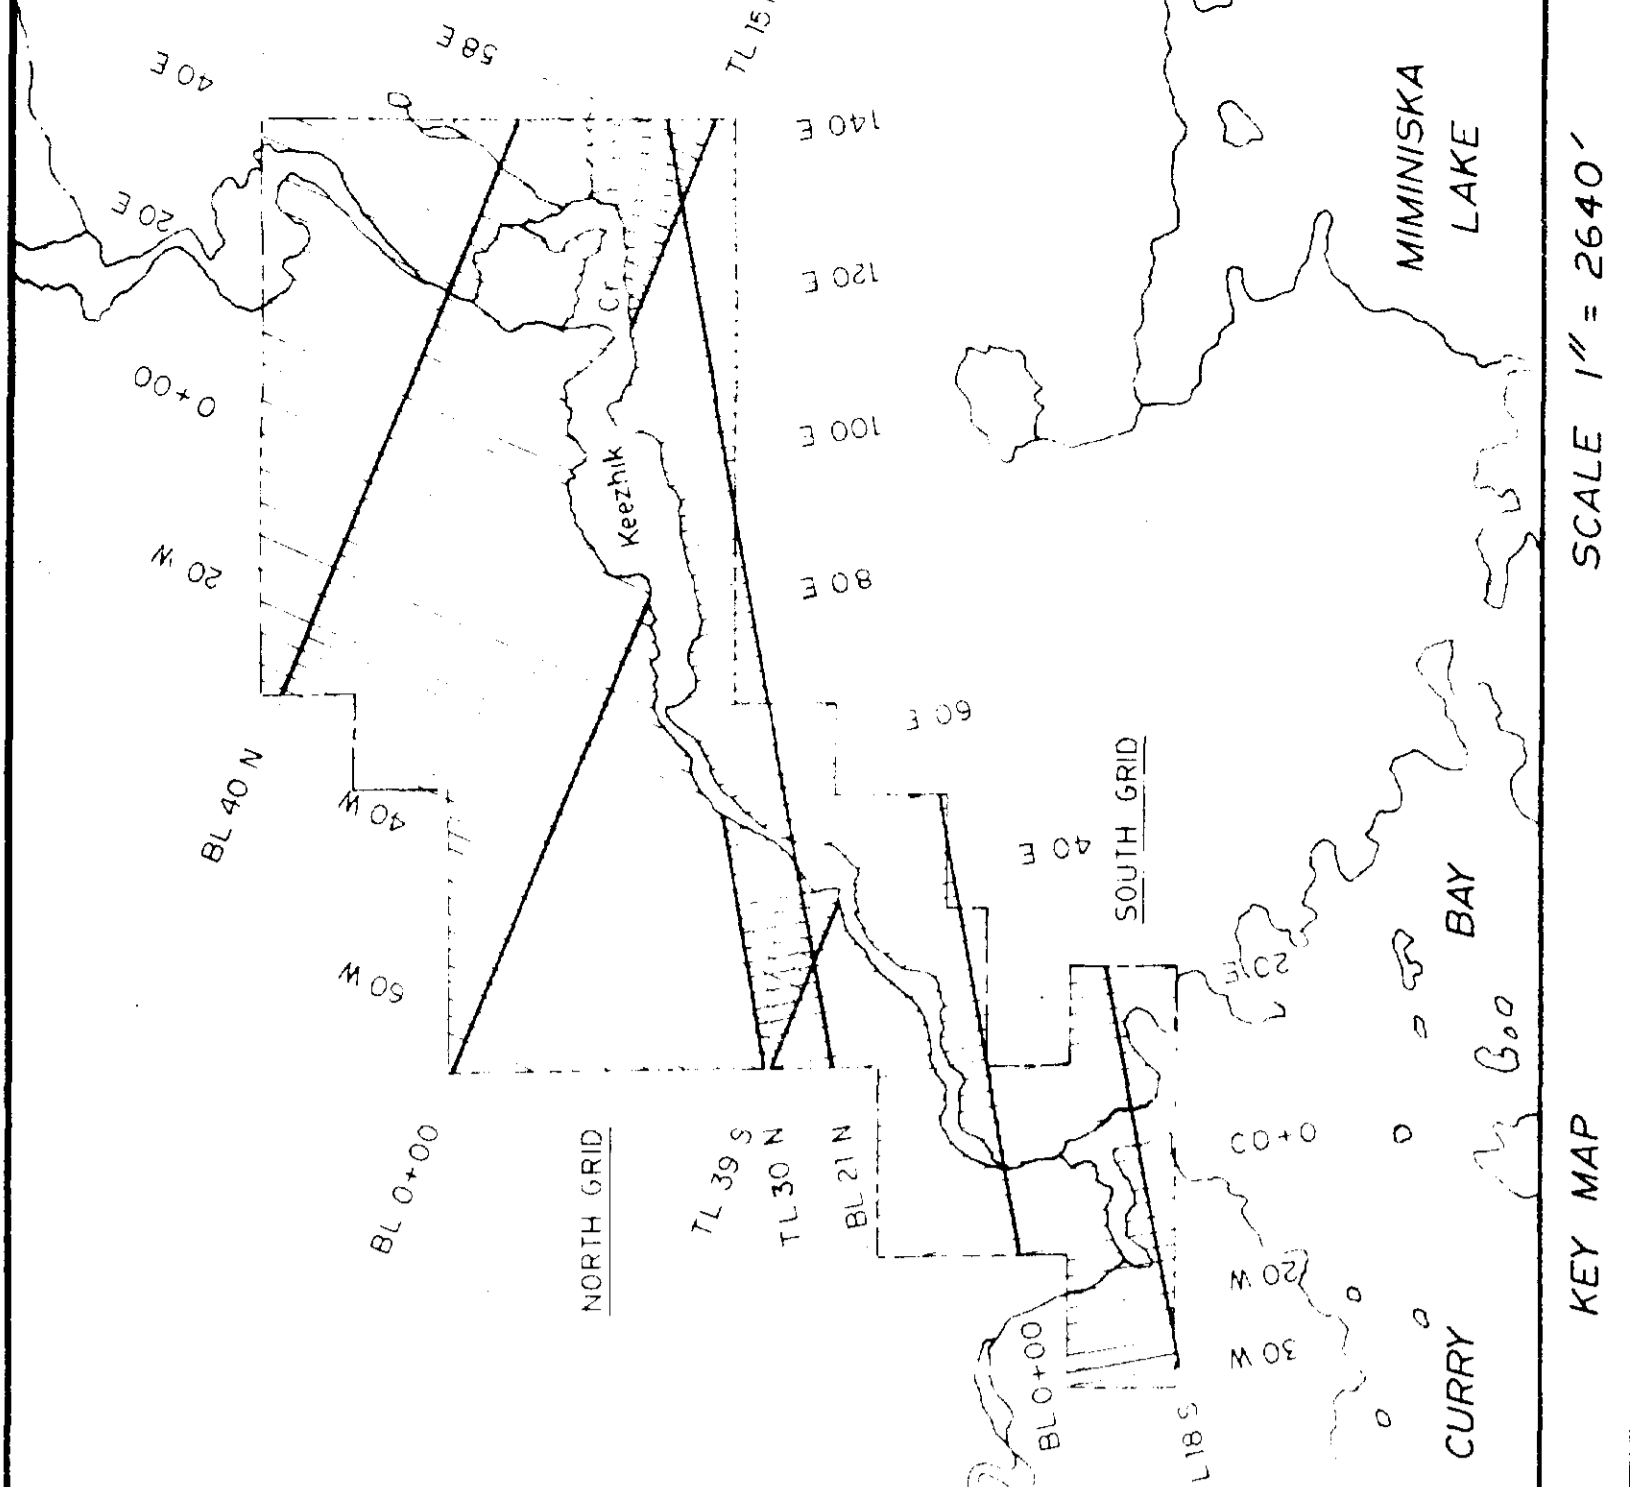 40 E
58 E
20 E
0+00
20 W
40 W
60 W
BL 40 N
BL 0+00
NORTH GRID
TL 39 S
TL 30 N
BL 21 N
Keezhik
Cr
140 E
120 E
100 E
80 E
60 E
40 E
20 E
0+00
20 W
30 W
SOUTH GRID
BL 0+00
L 18 S
MIMINISKA
LAKE
CURRY
BAY
KEY MAP
SCALE 1" = 2640'